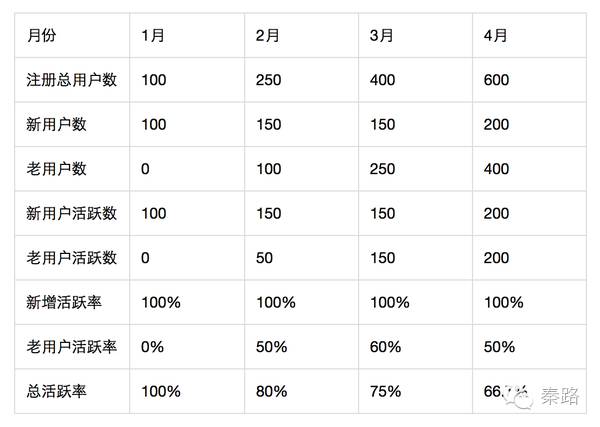 月份 1月 2月 3月 4月
注册总用户数 100 250 400 600
新用户数 100 150 150 200
老用户数 0 100 250 400
新用户活跃数 100 150 150 200
老用户活跃数 0 50 150 200
新增活跃率 100% 100% 100% 100%
老用户活跃率 0% 50% 60% 50%
总活跃率 100% 80% 75%
秦路